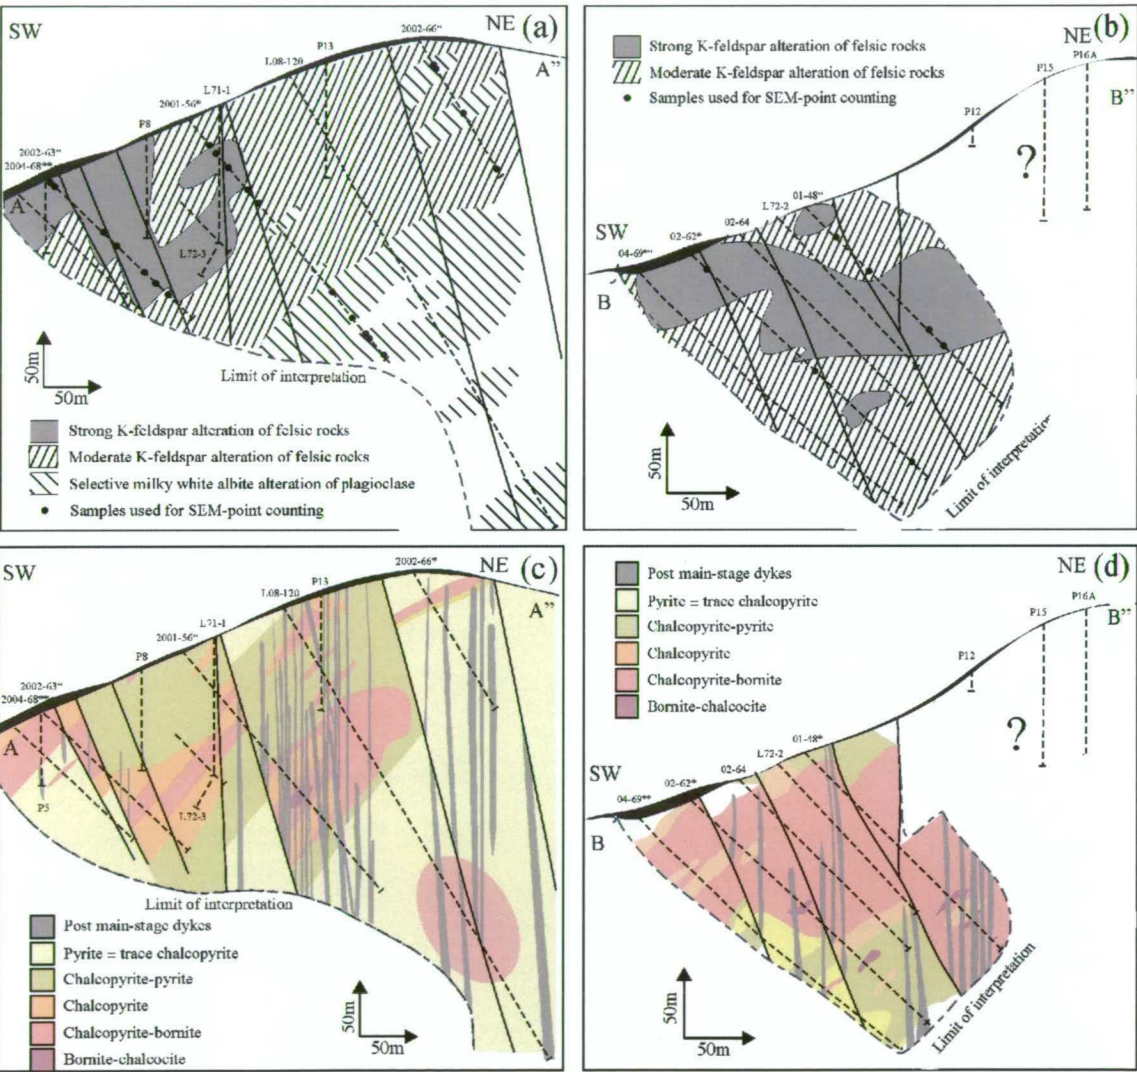 SW
NE (a)
2002-66"
A”
P13
L08-120
L71-1
2001-56*
P8
2002-63"
2004-68**
A
L72-3
Limit of interpretation
50m
50m
Strong K-feldspar alteration of felsic rocks
Moderate K-feldspar alteration of felsic rocks
Selective milky white albite alteration of plagioclase
Samples used for SEM-point counting
(b)
Strong K-feldspar alteration of felsic rocks
Moderate K-feldspar alteration of felsic rocks
Samples used for SEM-point counting
NE
P16A
P15
B”
P12
?
01-48"
L72-2
02-64
SW
02-62*
04-69**
B
50m
50m
Limit of interpretation
SW
NE (c)
2002-66*
A”
P13
L08-120
L71-1
2001-56"
P8
2002-63"
2004-68**
A
P5
L72-3
Limit of interpretation
Post main-stage dykes
Pyrite = trace chalcopyrite
Chalcopyrite-pyrite
Chalcopyrite
Chalcopyrite-bornite
Bornite-chalcocite
50m
50m
NE (d)
Post main-stage dykes
Pyrite = trace chalcopyrite
Chalcopyrite-pyrite
Chalcopyrite
Chalcopyrite-bornite
Bornite-chalcocite
P16A
P15
B”
P12
?
01-48*
L72-2
02-64
SW
02-62*
04-69**
B
50m
50m
Limit of interpretation